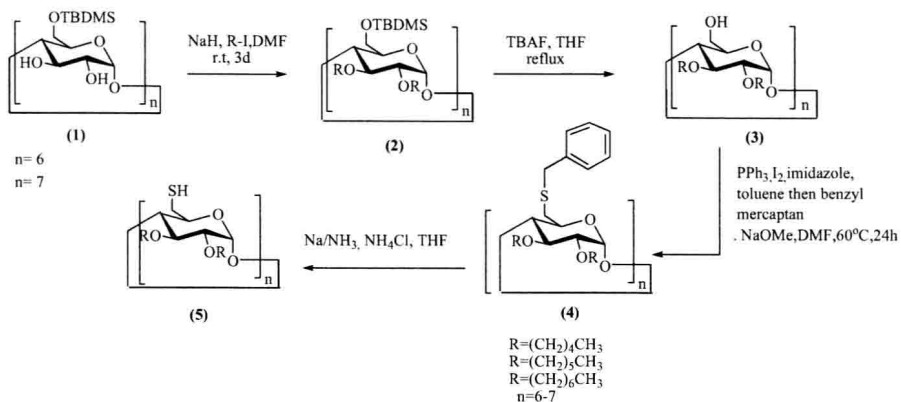 OTBDMS
O
HO
OH
O
n
(1)
n= 6
n= 7
NaH, R-I,DMF
r.t, 3d
OTBDMS
O
RO
OR
O
n
(2)
TBAF, THF
reflux
OH
O
RO
OR
O
n
(3)
PPh3,I2,imidazole,
toluene then benzyl
mercaptan
. NaOMe,DMF,60°C,24h
S
O
RO
OR
O
n
(4)
R=(CH2)4CH3
R=(CH2)5CH3
R=(CH2)6CH3
n=6-7
Na/NH3, NH4Cl, THF
SH
O
RO
OR
O
n
(5)